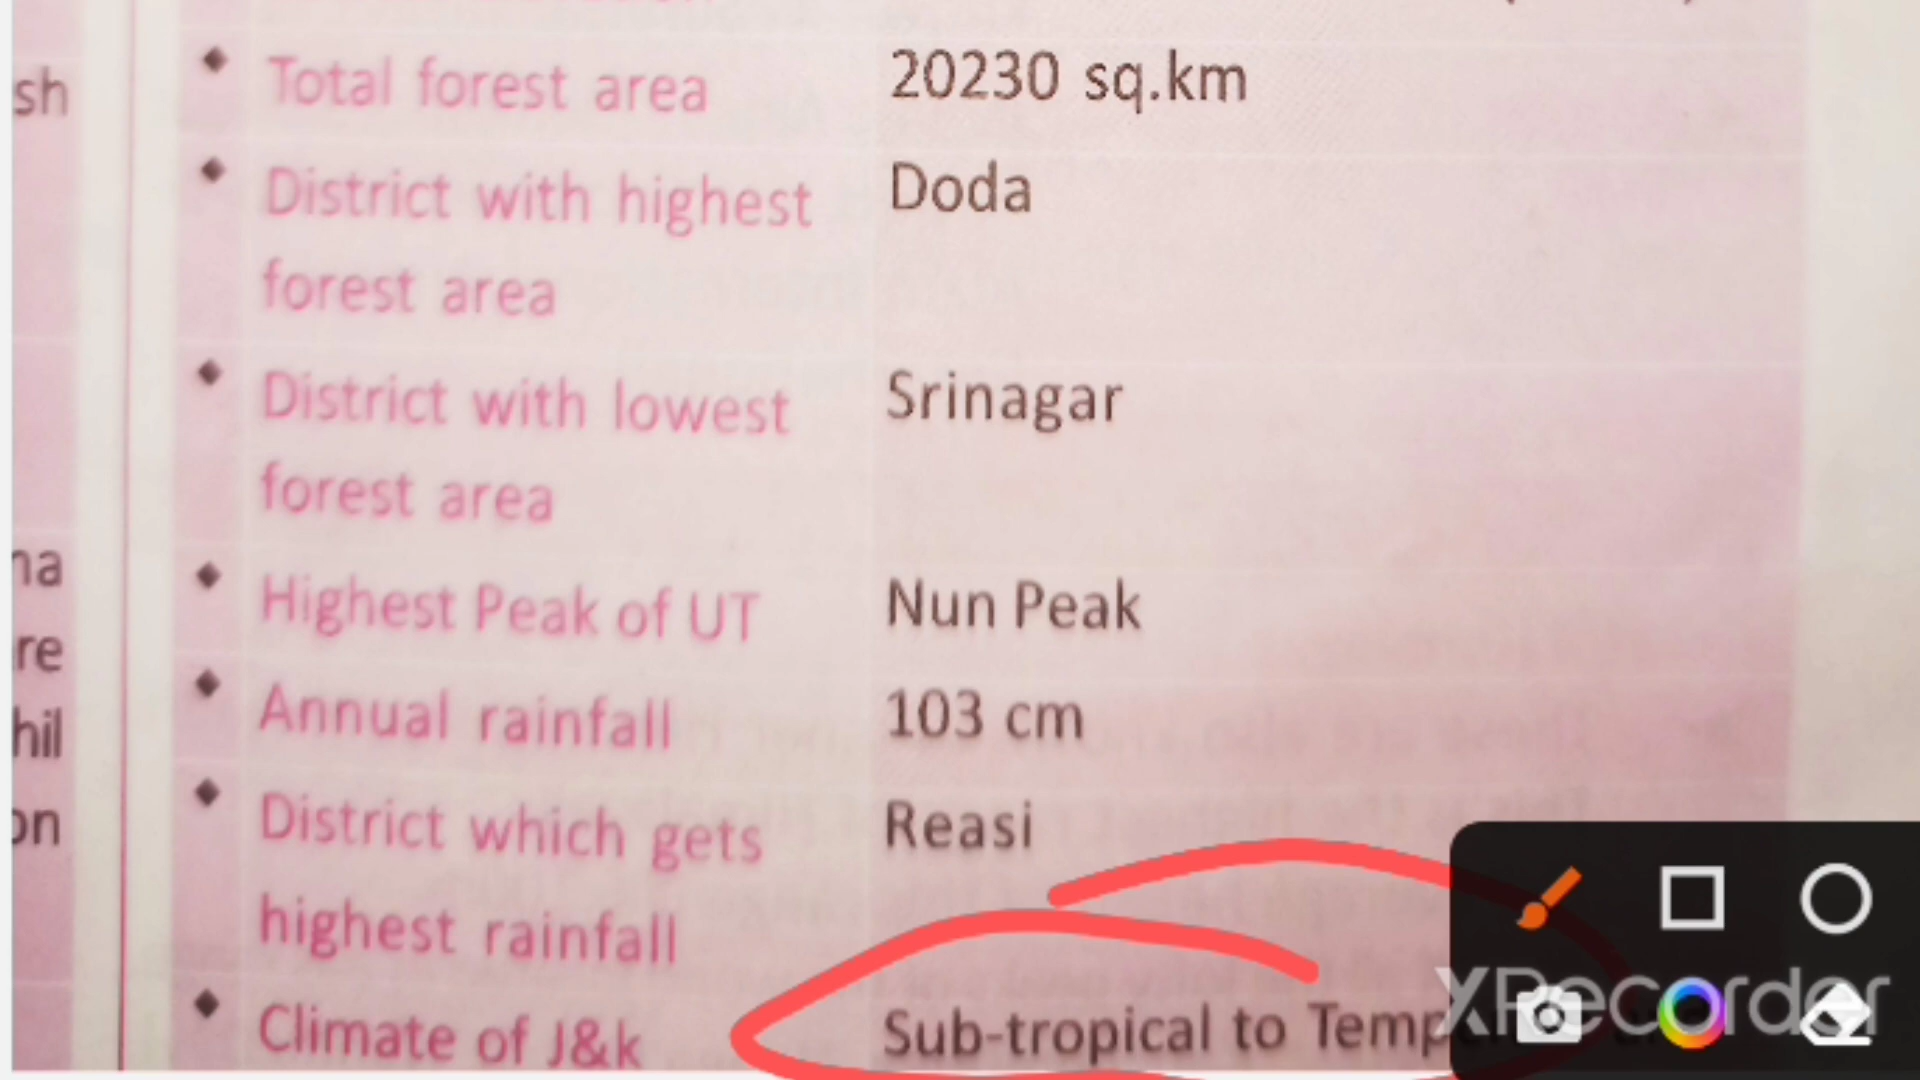 sh
na
re
hil
on
Total forest area 20230 sq.km
District with highest Doda
forest area
District with lowest Srinagar
forest area
Highest Peak of UT Nun Peak
Annual rainfall 103 cm
District which gets Reasi
highest rainfall
Climate of J&k Sub-tropical to Temp
XRecorder